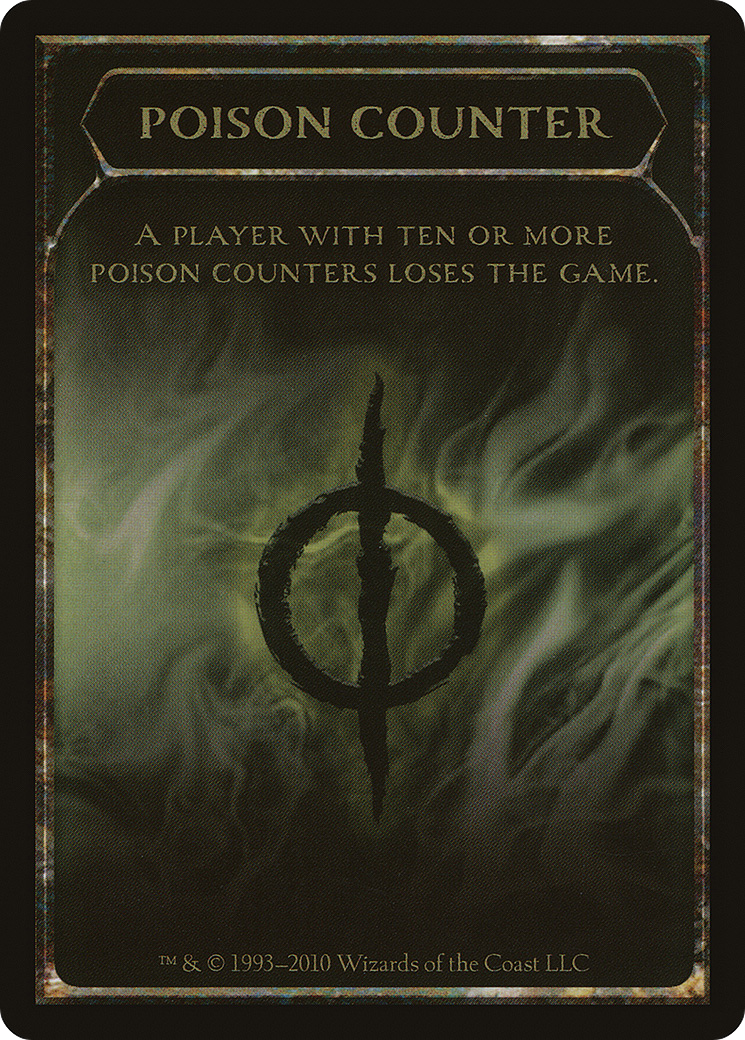 POISON COUNTER
A PLAYER WITH TEN OR MORE
POISON COUNTERS LOSES THE GAME.
™ & © 1993–2010 Wizards of the Coast LLC